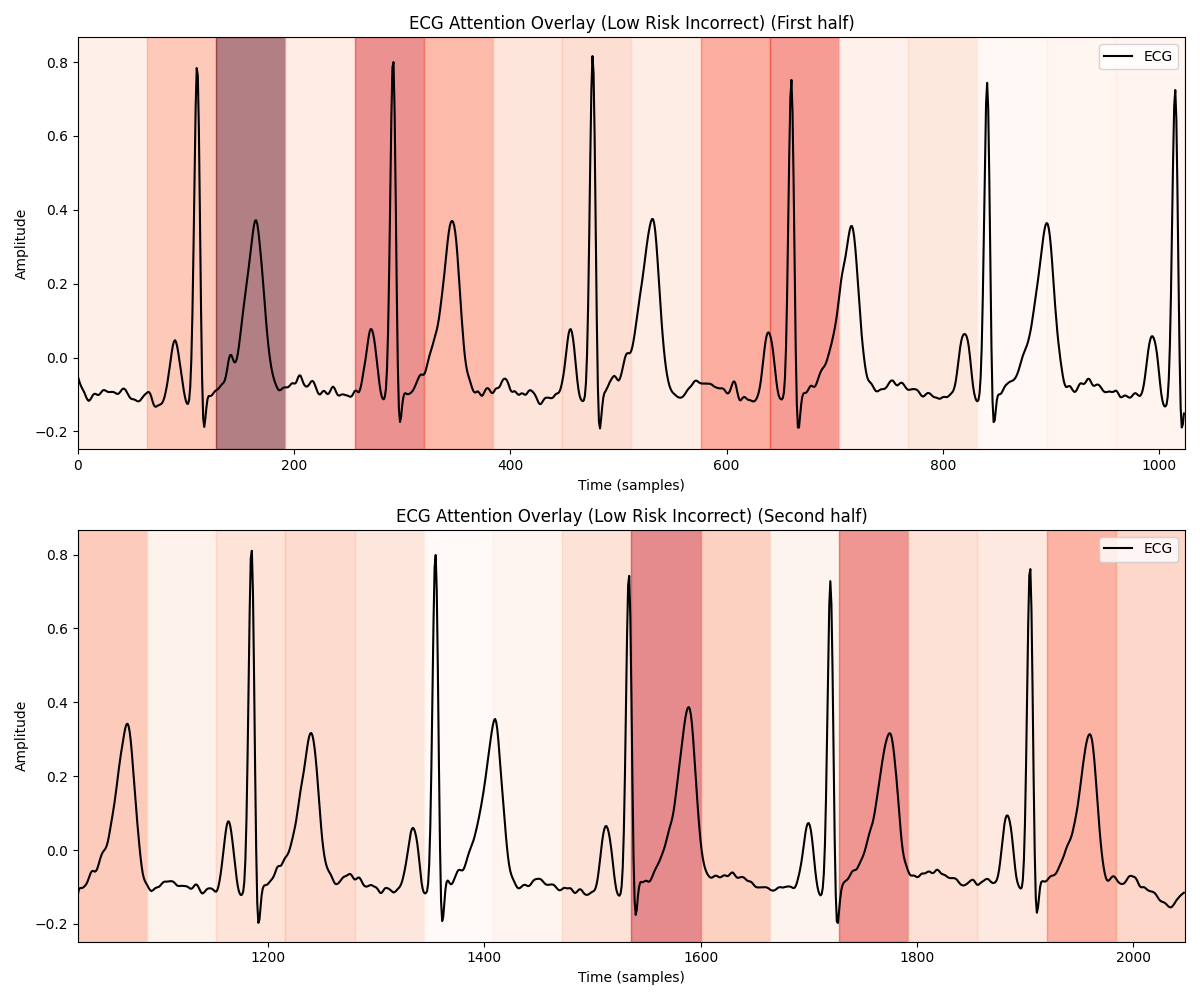 ECG Attention Overlay (Low Risk Incorrect) (First half)
ECG
0.8
0.6
0.4
0.2
0.0
−0.2
Amplitude
0 200 400 600 800 1000
Time (samples)
ECG Attention Overlay (Low Risk Incorrect) (Second half)
ECG
0.8
0.6
0.4
0.2
0.0
−0.2
Amplitude
1200 1400 1600 1800 2000
Time (samples)